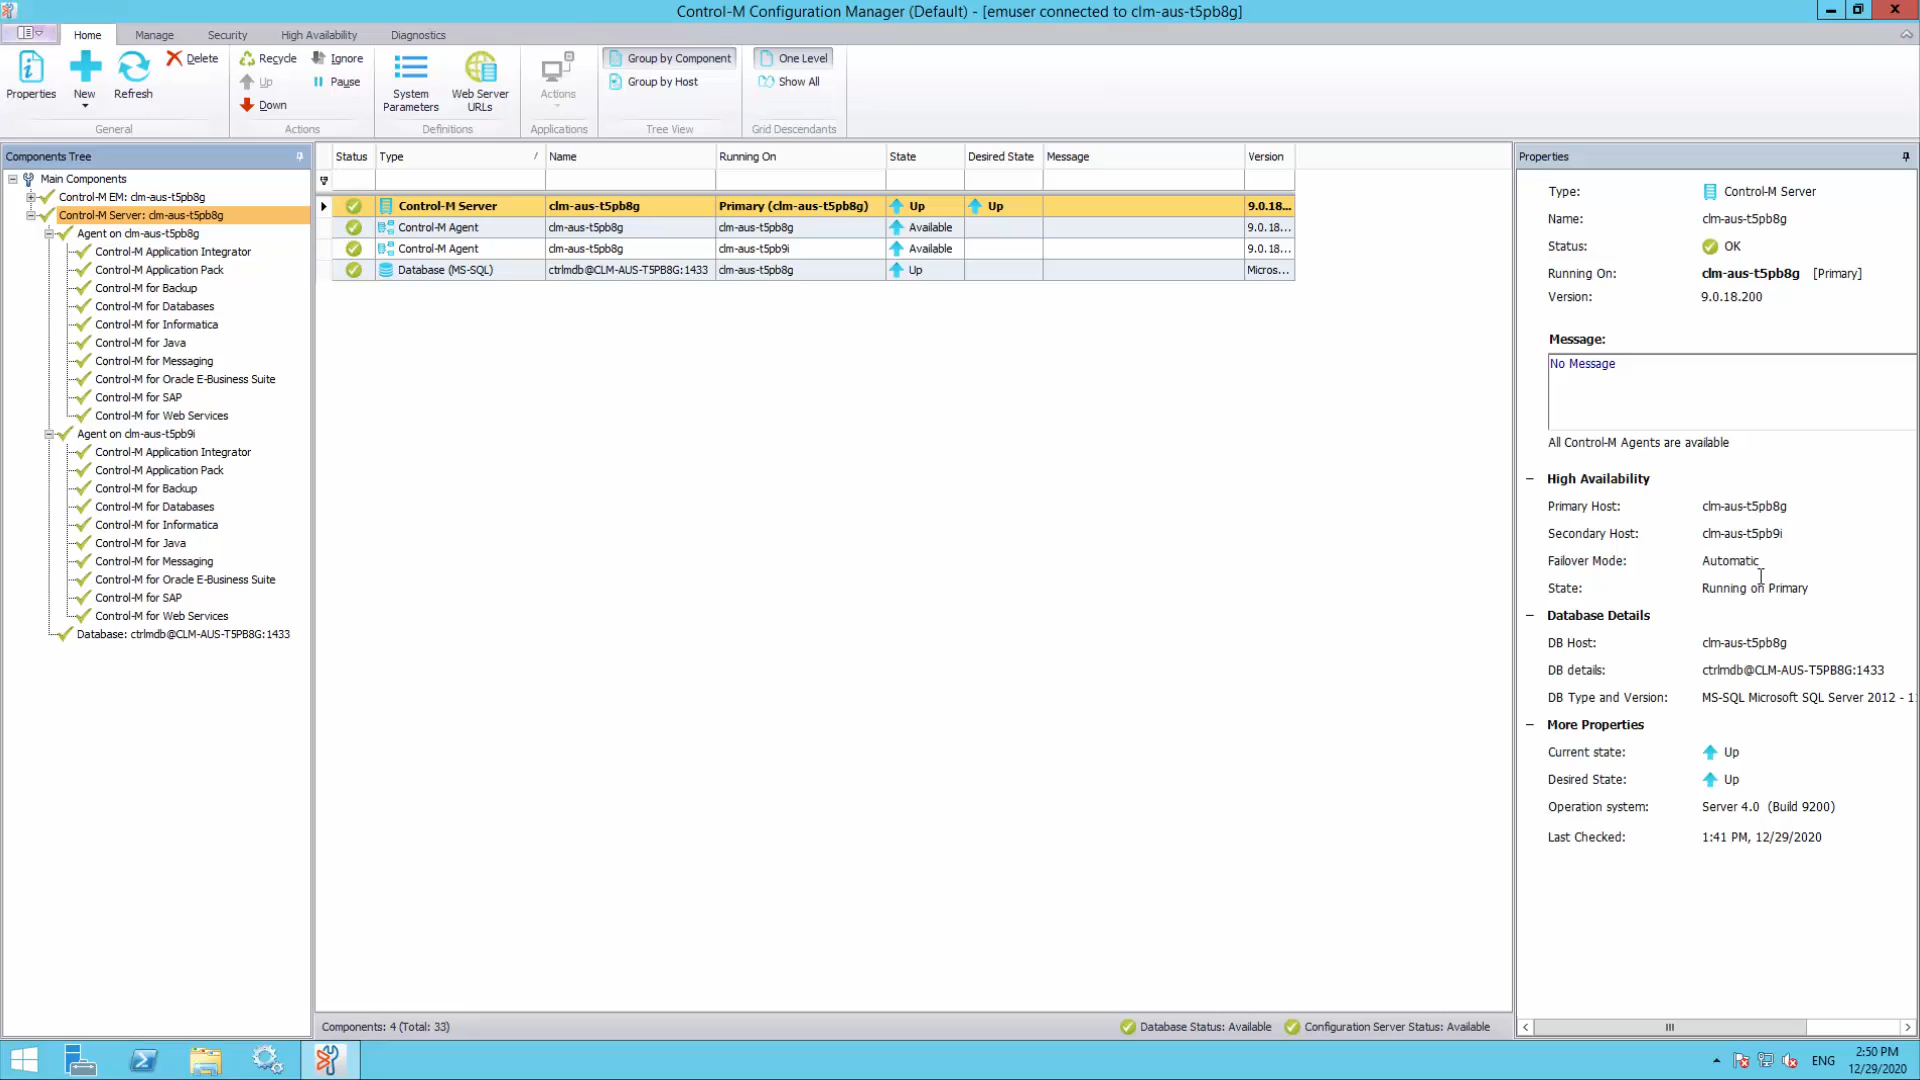 Control-M Configuration Manager (Default) - [emuser connected to clm-aus-t5pb8g]
Home Manage Security High Availability Diagnostics
Properties New Refresh Delete
General
Recycle Ignore
Up Pause
Down
Actions
System Parameters Web Server URLs
Definitions
Actions
Applications
Group by Component
Group by Host
Tree View
One Level
Show All
Grid Descendants
Components Tree
Main Components
Control-M EM: clm-aus-t5pb8g
Control-M Server: clm-aus-t5pb8g
Agent on clm-aus-t5pb8g
Control-M Application Integrator
Control-M Application Pack
Control-M for Backup
Control-M for Databases
Control-M for Informatica
Control-M for Java
Control-M for Messaging
Control-M for Oracle E-Business Suite
Control-M for SAP
Control-M for Web Services
Agent on clm-aus-t5pb9i
Control-M Application Integrator
Control-M Application Pack
Control-M for Backup
Control-M for Databases
Control-M for Informatica
Control-M for Java
Control-M for Messaging
Control-M for Oracle E-Business Suite
Control-M for SAP
Control-M for Web Services
Database: ctrlmdb@CLM-AUS-T5PB8G:1433
Status Type / Name Running On State Desired State Message Version
Control-M Server clm-aus-t5pb8g Primary (clm-aus-t5pb8g) Up Up 9.0.18...
Control-M Agent clm-aus-t5pb8g clm-aus-t5pb8g Available 9.0.18...
Control-M Agent clm-aus-t5pb8g clm-aus-t5pb9i Available 9.0.18...
Database (MS-SQL) ctrlmdb@CLM-AUS-T5PB8G:1433 clm-aus-t5pb8g Up Micros...
Components: 4 (Total: 33) Database Status: Available Configuration Server Status: Available
Properties
Type: Control-M Server
Name: clm-aus-t5pb8g
Status: OK
Running On: clm-aus-t5pb8g [Primary]
Version: 9.0.18.200
Message:
No Message
All Control-M Agents are available
High Availability
Primary Host: clm-aus-t5pb8g
Secondary Host: clm-aus-t5pb9i
Failover Mode: Automatic
State: Running on Primary
Database Details
DB Host: clm-aus-t5pb8g
DB details: ctrlmdb@CLM-AUS-T5PB8G:1433
DB Type and Version: MS-SQL Microsoft SQL Server 2012 - 1
More Properties
Current state: Up
Desired State: Up
Operation system: Server 4.0 (Build 9200)
Last Checked: 1:41 PM, 12/29/2020
ENG
2:50 PM
12/29/2020